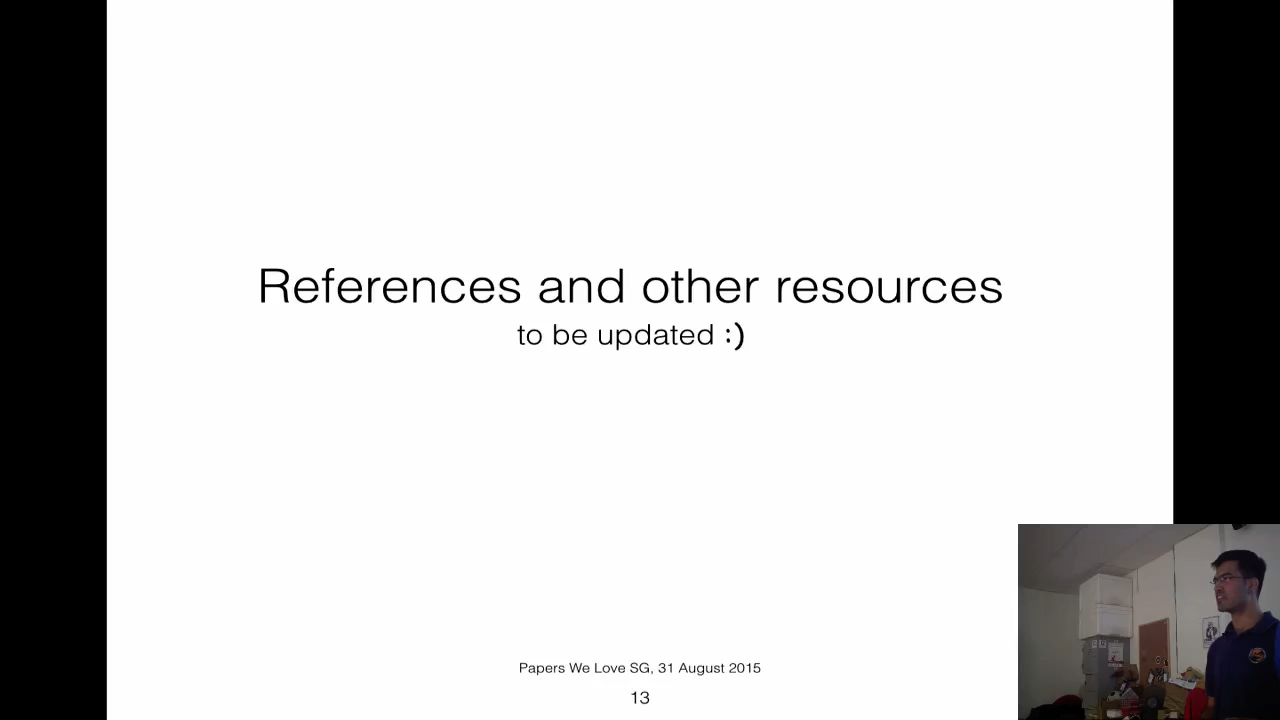 References and other resources
to be updated :)
Papers We Love SG, 31 August 2015
13